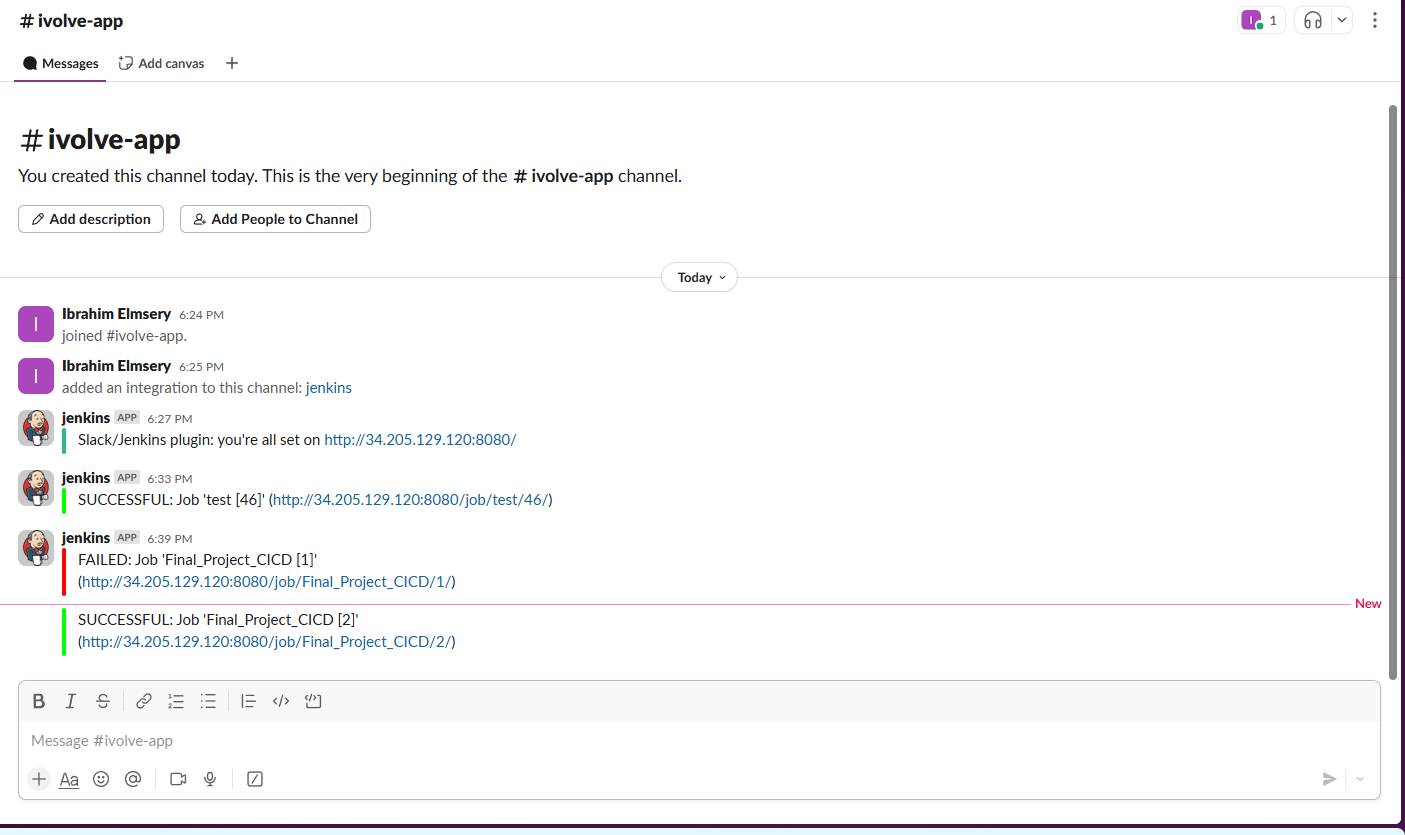 # ivolve-app
I 1
Messages Add canvas +
# ivolve-app
You created this channel today. This is the very beginning of the # ivolve-app channel.
Add description Add People to Channel
Today
I Ibrahim Elmsery 6:24 PM
joined #ivolve-app.
I Ibrahim Elmsery 6:25 PM
added an integration to this channel: jenkins
jenkins APP 6:27 PM
Slack/Jenkins plugin: you're all set on http://34.205.129.120:8080/
jenkins APP 6:33 PM
SUCCESSFUL: Job 'test [46]' (http://34.205.129.120:8080/job/test/46/)
jenkins APP 6:39 PM
FAILED: Job 'Final_Project_CICD [1]'
(http://34.205.129.120:8080/job/Final_Project_CICD/1/)
New
SUCCESSFUL: Job 'Final_Project_CICD [2]'
(http://34.205.129.120:8080/job/Final_Project_CICD/2/)
B I S
Message #ivolve-app
+ Aa @